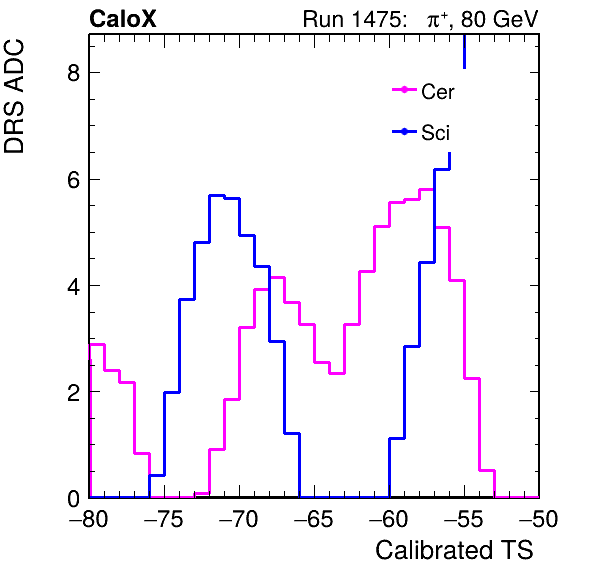 CaloX Run 1475: π⁺, 80 GeV
DRS ADC
8
6
4
2
0
Cer
Sci
−80 −75 −70 −65 −60 −55 −50
Calibrated TS